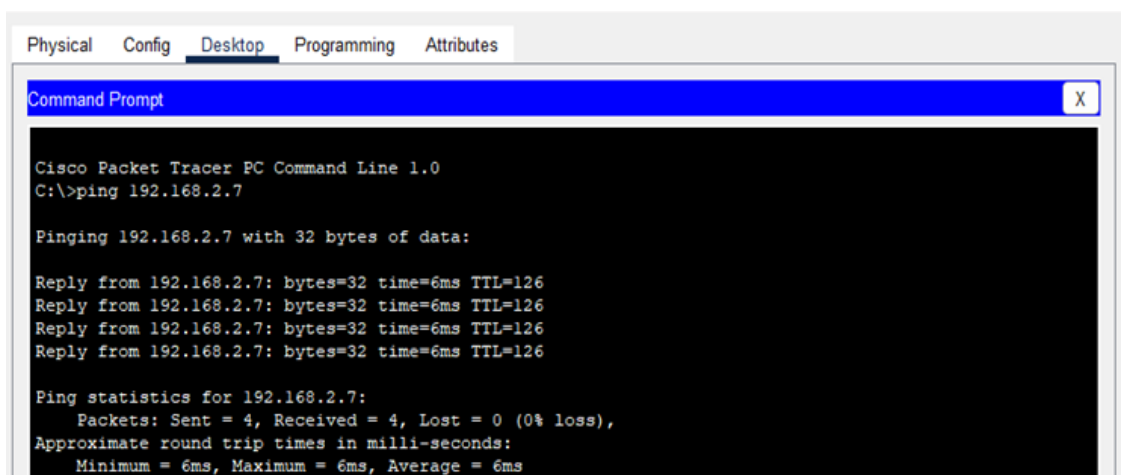 Physical Config Desktop Programming Attributes
Command Prompt X
Cisco Packet Tracer PC Command Line 1.0
C:\>ping 192.168.2.7
Pinging 192.168.2.7 with 32 bytes of data:
Reply from 192.168.2.7: bytes=32 time=6ms TTL=126
Reply from 192.168.2.7: bytes=32 time=6ms TTL=126
Reply from 192.168.2.7: bytes=32 time=6ms TTL=126
Reply from 192.168.2.7: bytes=32 time=6ms TTL=126
Ping statistics for 192.168.2.7:
Packets: Sent = 4, Received = 4, Lost = 0 (0% loss),
Approximate round trip times in milli-seconds:
Minimum = 6ms, Maximum = 6ms, Average = 6ms